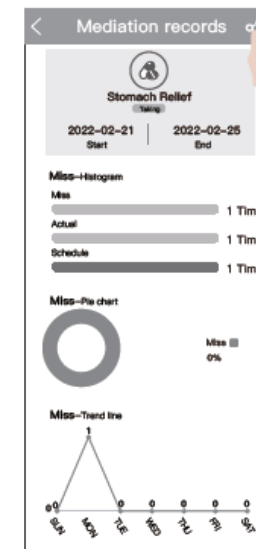 Mediation records
Stomach Relief
Taking
2022-02-21 2022-02-25
Start End
Miss-Histogram
Miss
1 Tim
Actual
1 Tim
Schedule
1 Tim
Miss-Pie chart
Miss
0%
Miss-Trend line
1
0 0 0 0 0 0 0
SUN MON TUE WED THU FRI SAT